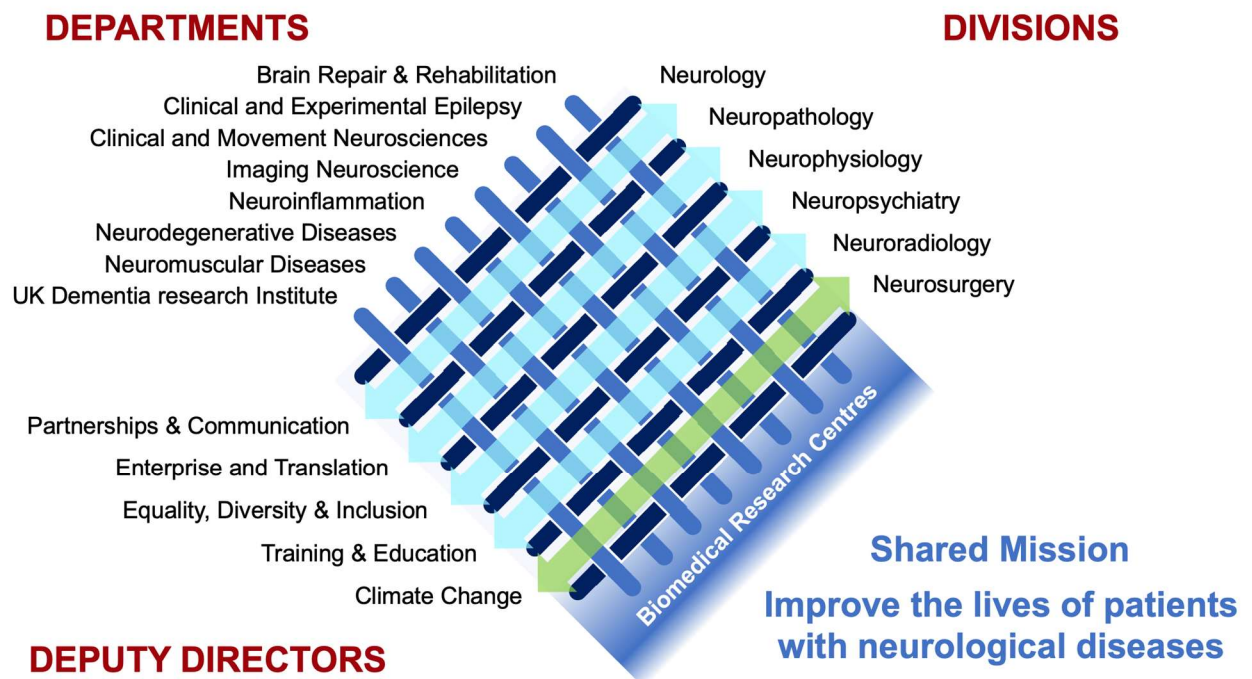 DEPARTMENTS
DIVISIONS
Brain Repair & Rehabilitation
Clinical and Experimental Epilepsy
Clinical and Movement Neurosciences
Imaging Neuroscience
Neuroinflammation
Neurodegenerative Diseases
Neuromuscular Diseases
UK Dementia research Institute
Neurology
Neuropathology
Neurophysiology
Neuropsychiatry
Neuroradiology
Neurosurgery
Partnerships & Communication
Enterprise and Translation
Equality, Diversity & Inclusion
Training & Education
Climate Change
DEPUTY DIRECTORS
Biomedical Research Centres
Shared Mission
Improve the lives of patients
with neurological diseases